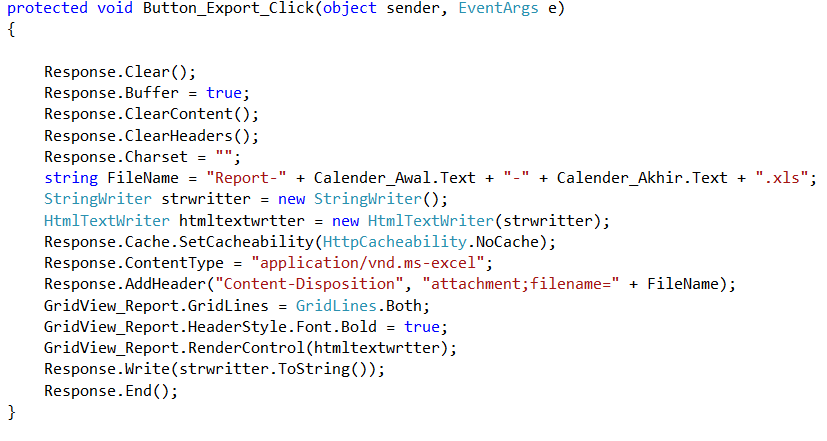 protected void Button_Export_Click(object sender, EventArgs e)
{
Response.Clear();
Response.Buffer = true;
Response.ClearContent();
Response.ClearHeaders();
Response.Charset = "";
string FileName = "Report-" + Calender_Awal.Text + "-" + Calender_Akhir.Text + ".xls";
StringWriter strwritter = new StringWriter();
HtmlTextWriter htmltextwrtter = new HtmlTextWriter(strwritter);
Response.Cache.SetCacheability(HttpCacheability.NoCache);
Response.ContentType = "application/vnd.ms-excel";
Response.AddHeader("Content-Disposition", "attachment;filename=" + FileName);
GridView_Report.GridLines = GridLines.Both;
GridView_Report.HeaderStyle.Font.Bold = true;
GridView_Report.RenderControl(htmltextwrtter);
Response.Write(strwritter.ToString());
Response.End();
}